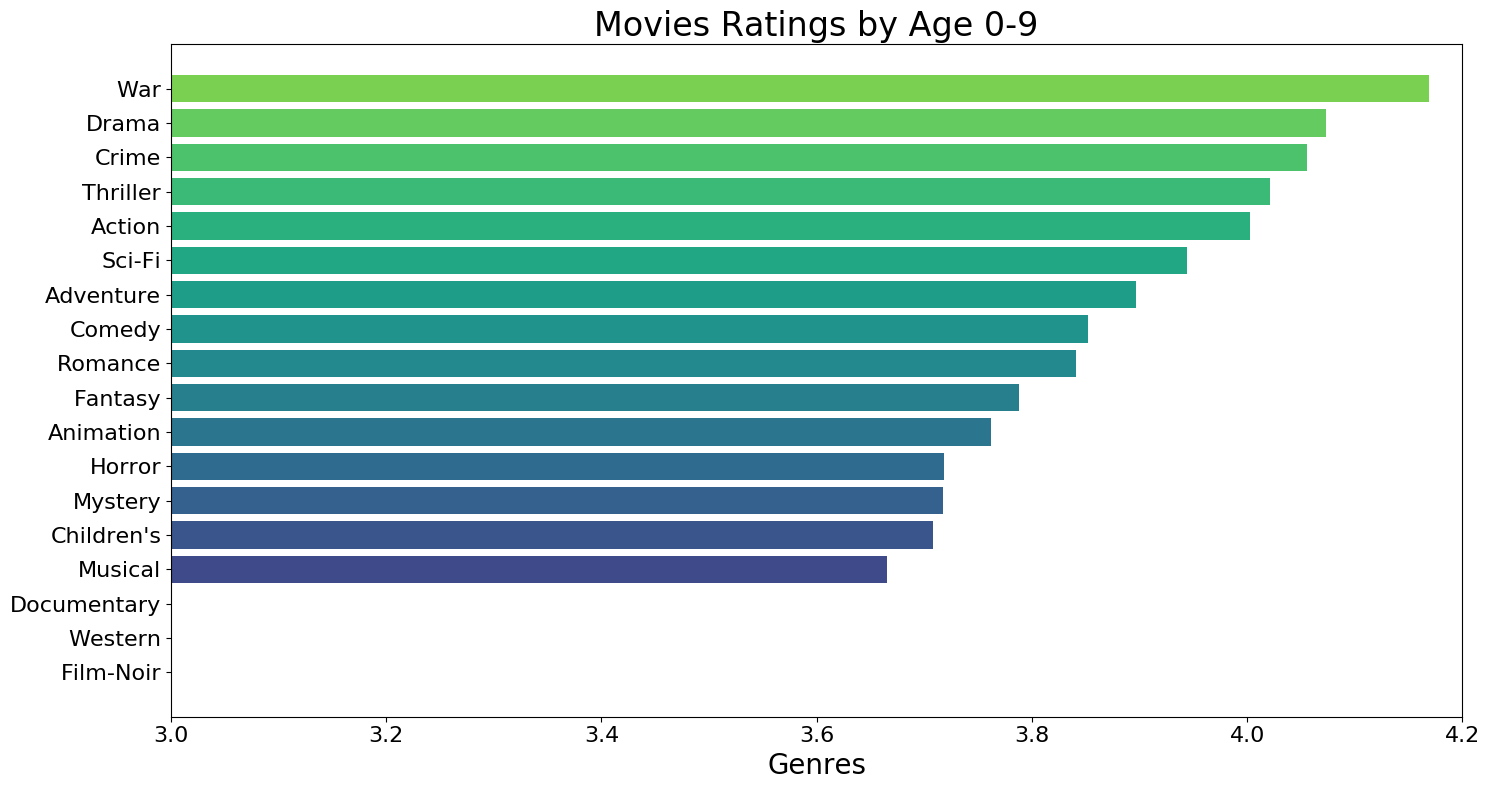 Movies Ratings by Age 0-9
War
Drama
Crime
Thriller
Action
Sci-Fi
Adventure
Comedy
Romance
Fantasy
Animation
Horror
Mystery
Children's
Musical
Documentary
Western
Film-Noir
3.0 3.2 3.4 3.6 3.8 4.0 4.2
Genres